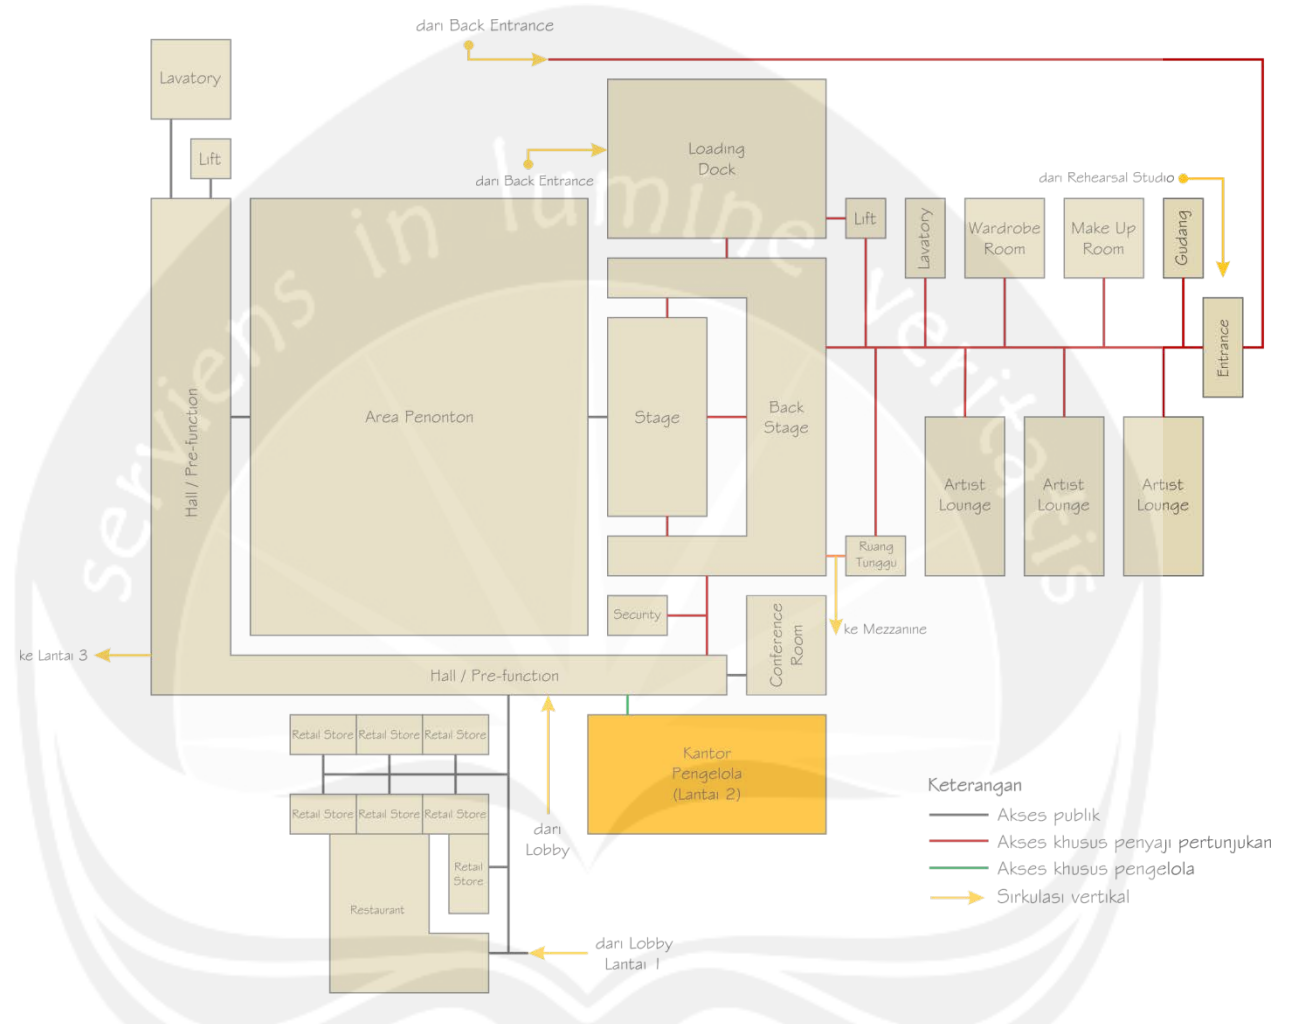 dari Back Entrance
Lavatory
Lift
Loading
Dock
dari Back Entrance
dari Rehearsal Studio
Lift
Lavatory
Wardrobe
Room
Make Up
Room
Gudang
Entrance
Hall / Pre-function
Area Penonton
Stage
Back
Stage
Artist
Lounge
Artist
Lounge
Artist
Lounge
Ruang
Tunggu
Security
Conference
Room
ke Mezzanine
ke Lantai 3
Hall / Pre-function
Retail Store
Retail Store
Retail Store
Kantor
Pengelola
(Lantai 2)
Retail Store
Retail Store
Retail Store
dari
Lobby
Retail
Store
Restaurant
dari Lobby
Lantai 1
Keterangan
Akses publik
Akses khusus penyaji pertunjukan
Akses khusus pengelola
Sirkulasi vertikal
serviens in lumine veritatis